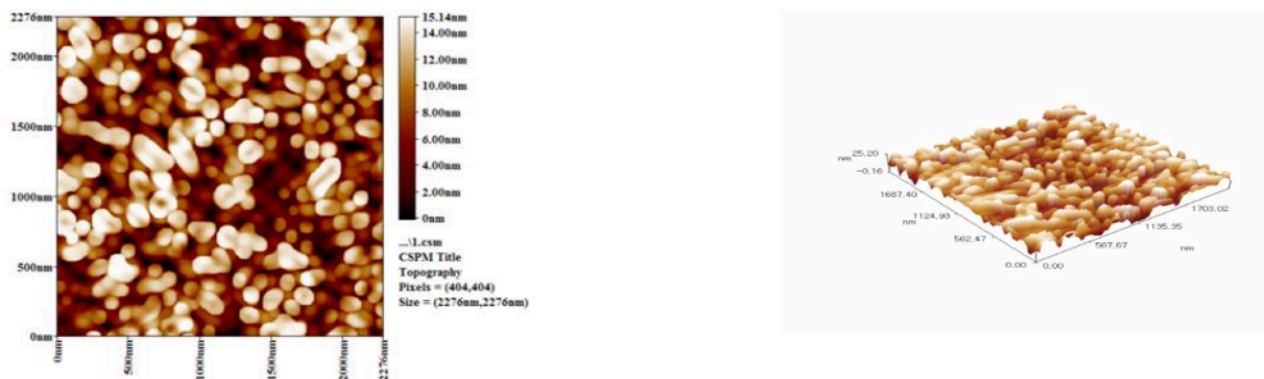 2276nm
2000nm
1500nm
1000nm
500nm
0nm
0nm
500nm
1000nm
1500nm
2000nm
2276nm
15.14nm
14.00nm
12.00nm
10.00nm
8.00nm
6.00nm
4.00nm
2.00nm
0nm
...\1.csm
CSPM Title
Topography
Pixels = (404,404)
Size = (2276nm,2276nm)
25.20
nm
-0.16
1687.40
1124.93
nm
562.47
0.00
0.00
567.67
1135.35
nm
1703.02